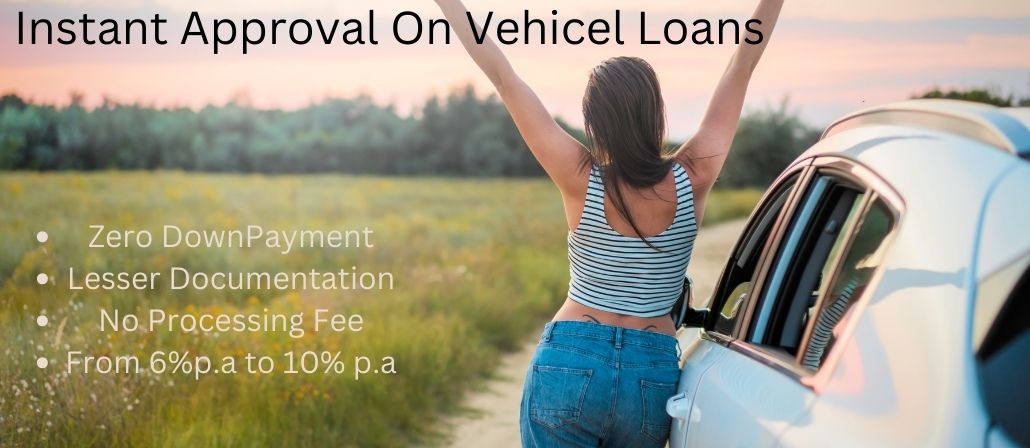 Instant Approval On Vehicel Loans
• Zero DownPayment
• Lesser Documentation
• No Processing Fee
• From 6%p.a to 10% p.a